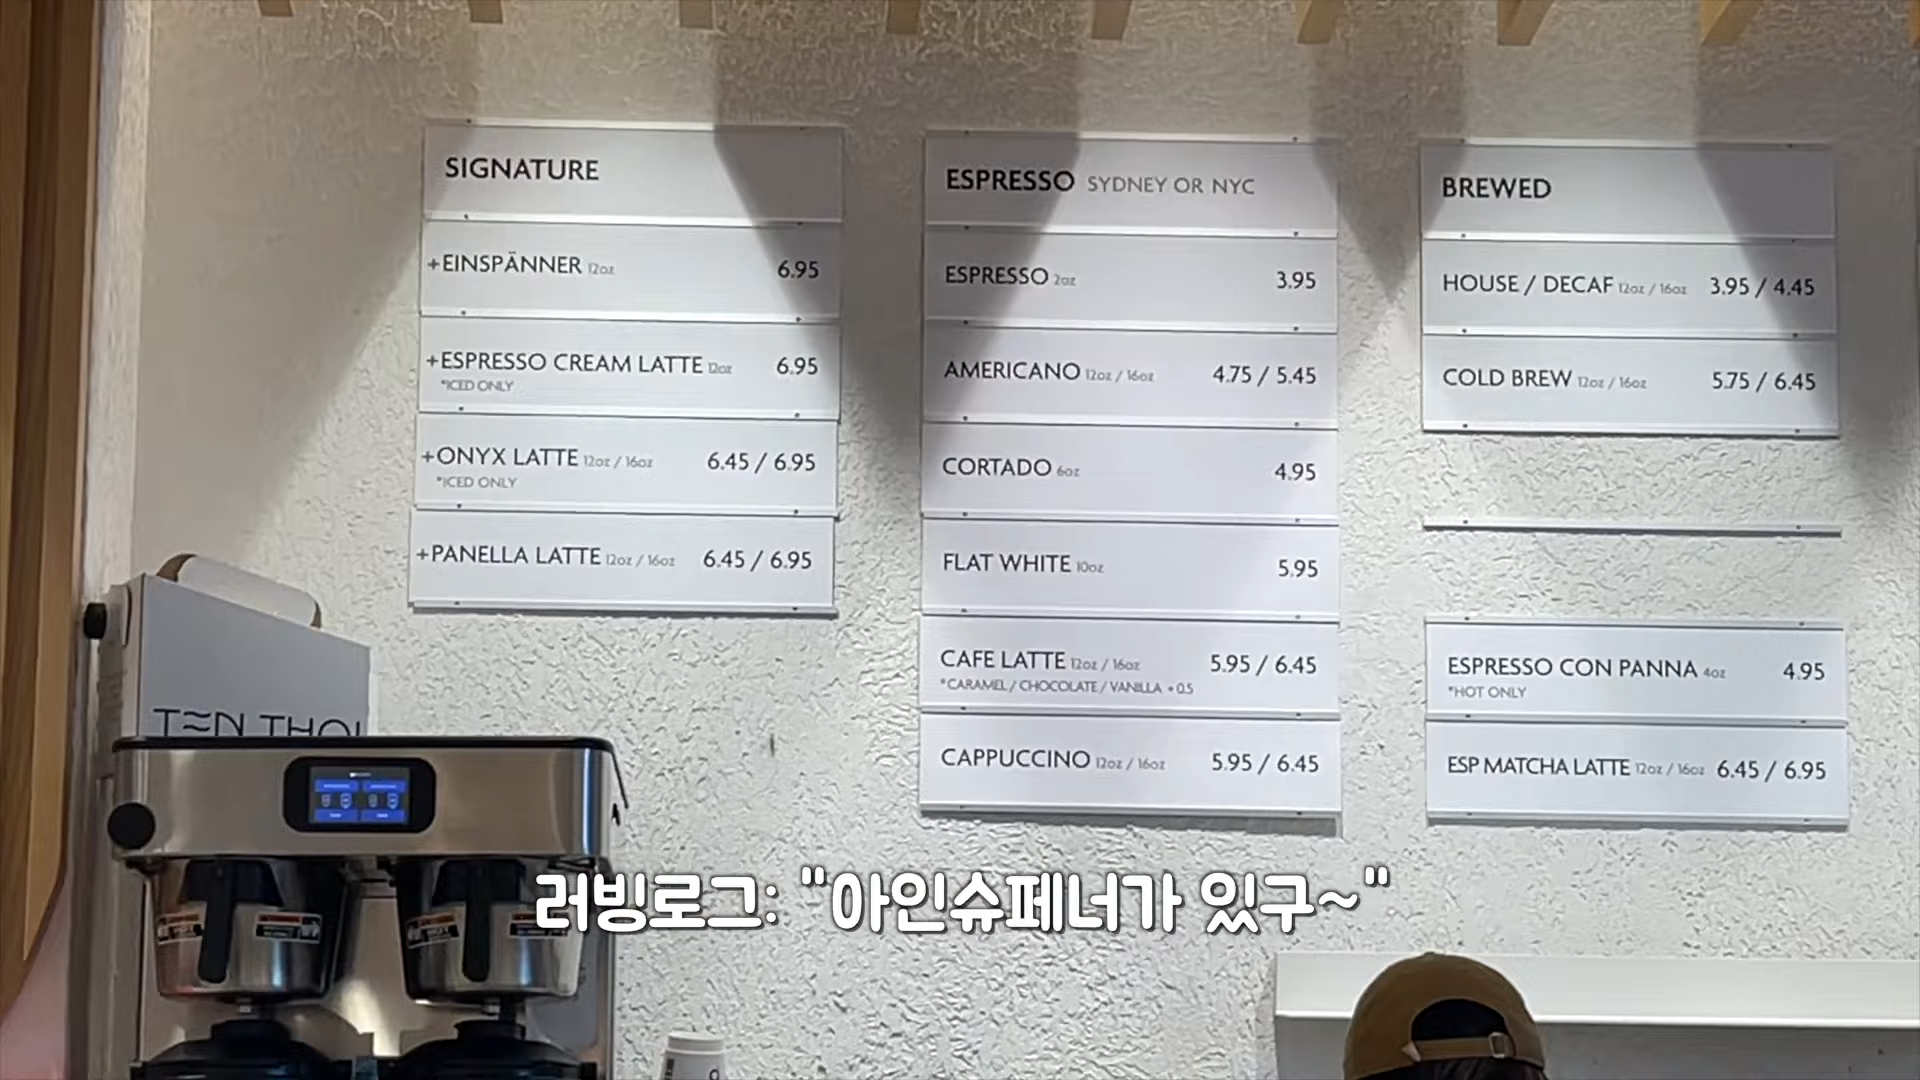 SIGNATURE
+EINSPÄNNER 12oz 6.95
+ESPRESSO CREAM LATTE 12oz 6.95
*ICED ONLY
+ONYX LATTE 12oz / 16oz 6.45 / 6.95
*ICED ONLY
+PANELLA LATTE 12oz / 16oz 6.45 / 6.95
ESPRESSO SYDNEY OR NYC
ESPRESSO 2oz 3.95
AMERICANO 12oz / 16oz 4.75 / 5.45
CORTADO 6oz 4.95
FLAT WHITE 10oz 5.95
CAFE LATTE 12oz / 16oz 5.95 / 6.45
*CARAMEL / CHOCOLATE / VANILLA +0.5
CAPPUCCINO 12oz / 16oz 5.95 / 6.45
BREWED
HOUSE / DECAF 12oz / 16oz 3.95 / 4.45
COLD BREW 12oz / 16oz 5.75 / 6.45
ESPRESSO CON PANNA 4oz 4.95
*HOT ONLY
ESP MATCHA LATTE 12oz / 16oz 6.45 / 6.95
러빙로그: "아인슈페너가 있구~"